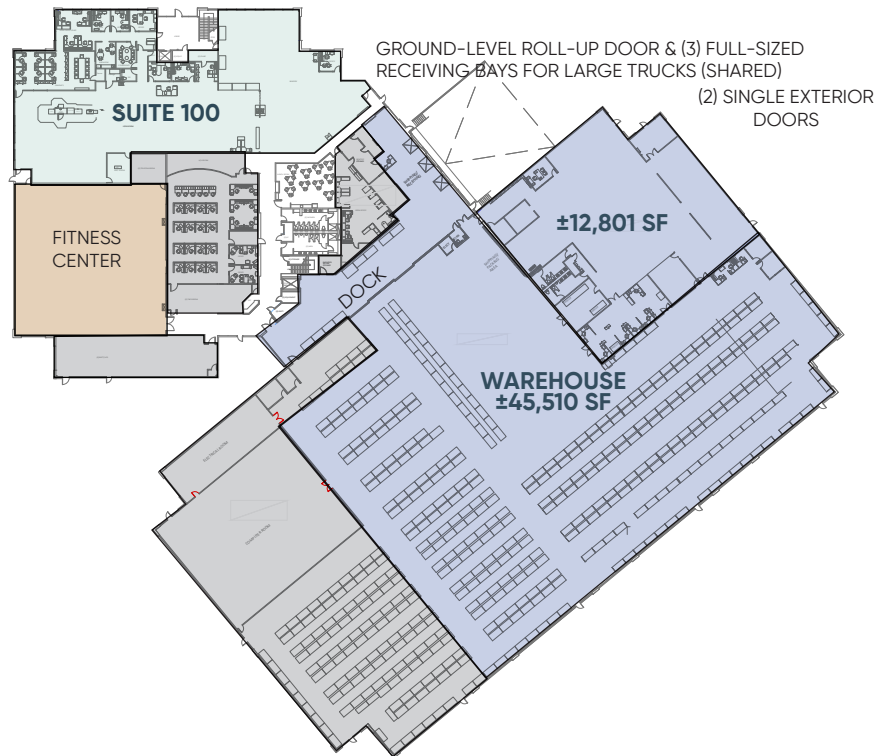 GROUND-LEVEL ROLL-UP DOOR & (3) FULL-SIZED
RECEIVING BAYS FOR LARGE TRUCKS (SHARED)
(2) SINGLE EXTERIOR
DOORS
SUITE 100
±12,801 SF
FITNESS
CENTER
DOCK
WAREHOUSE
±45,510 SF